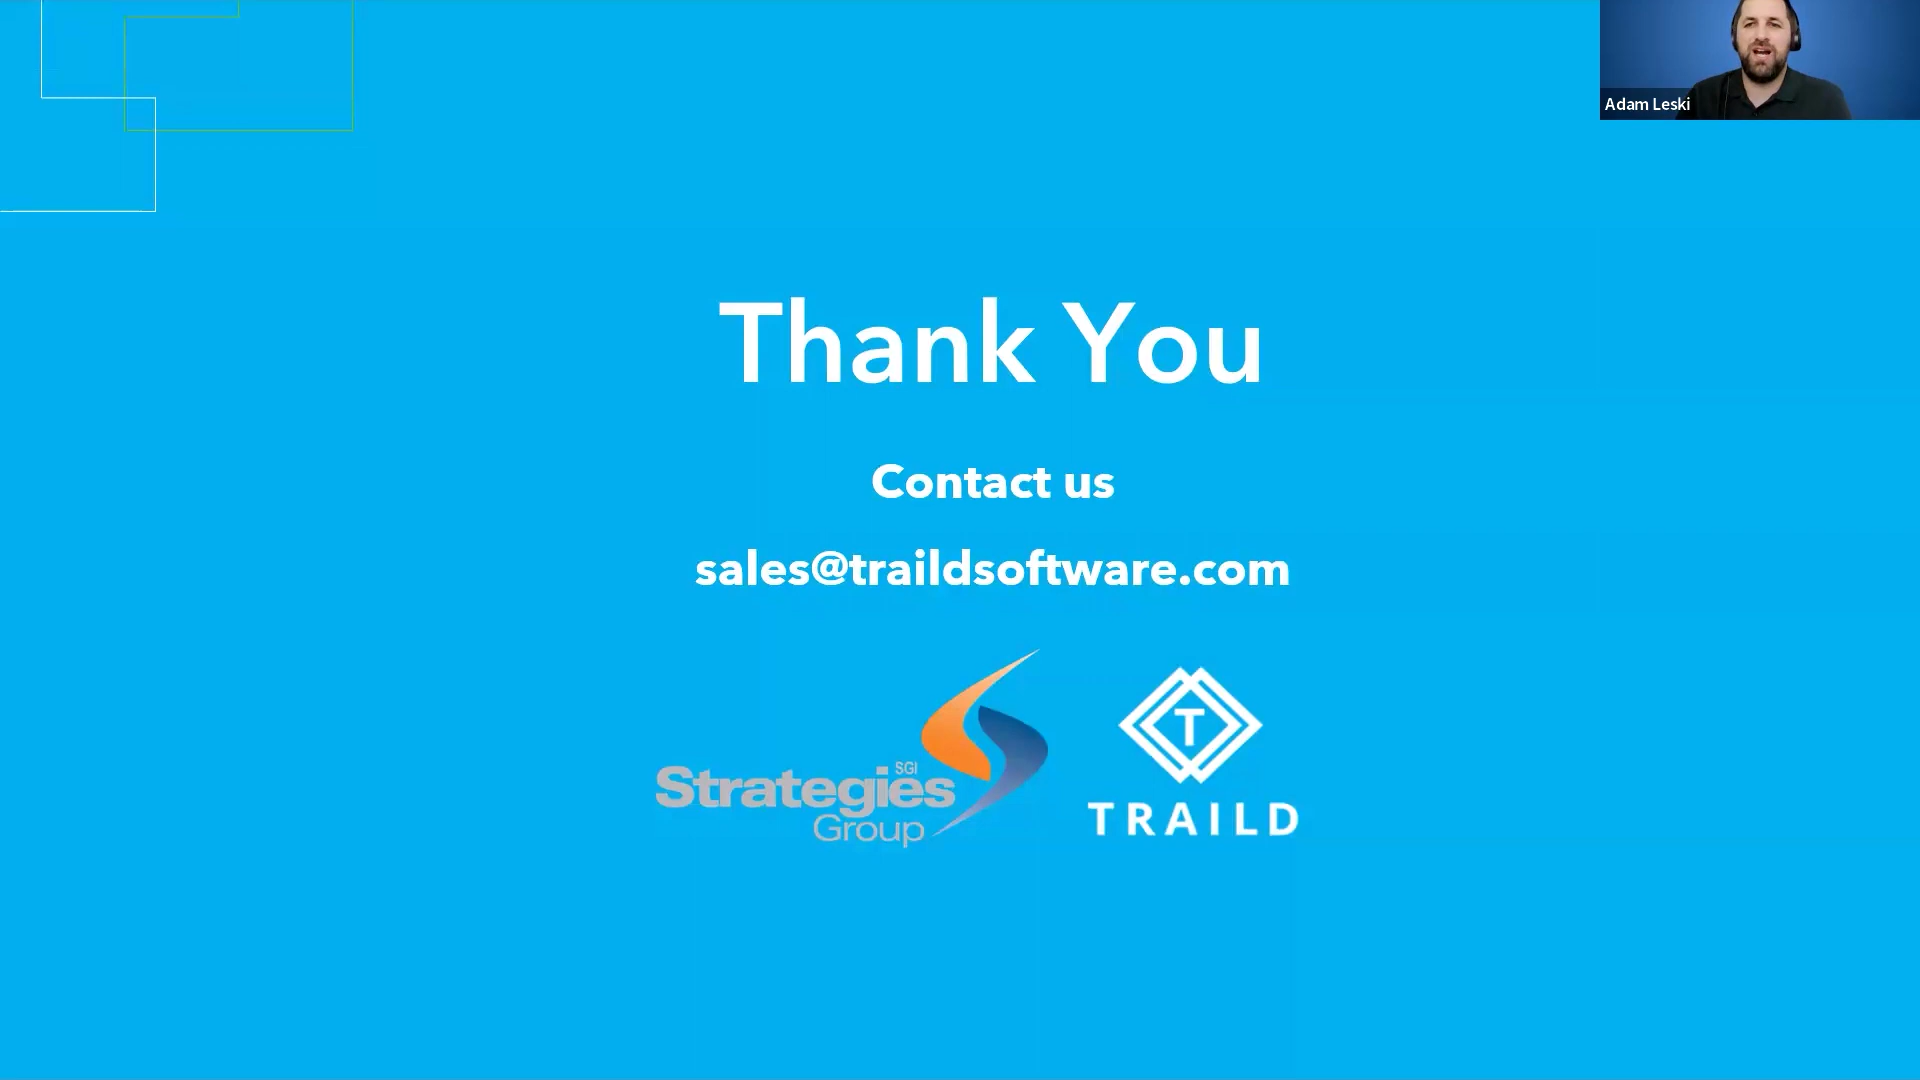 Adam Leski
Thank You
Contact us
sales@traildsoftware.com
SGI
Strategies
Group
T
TRAILD